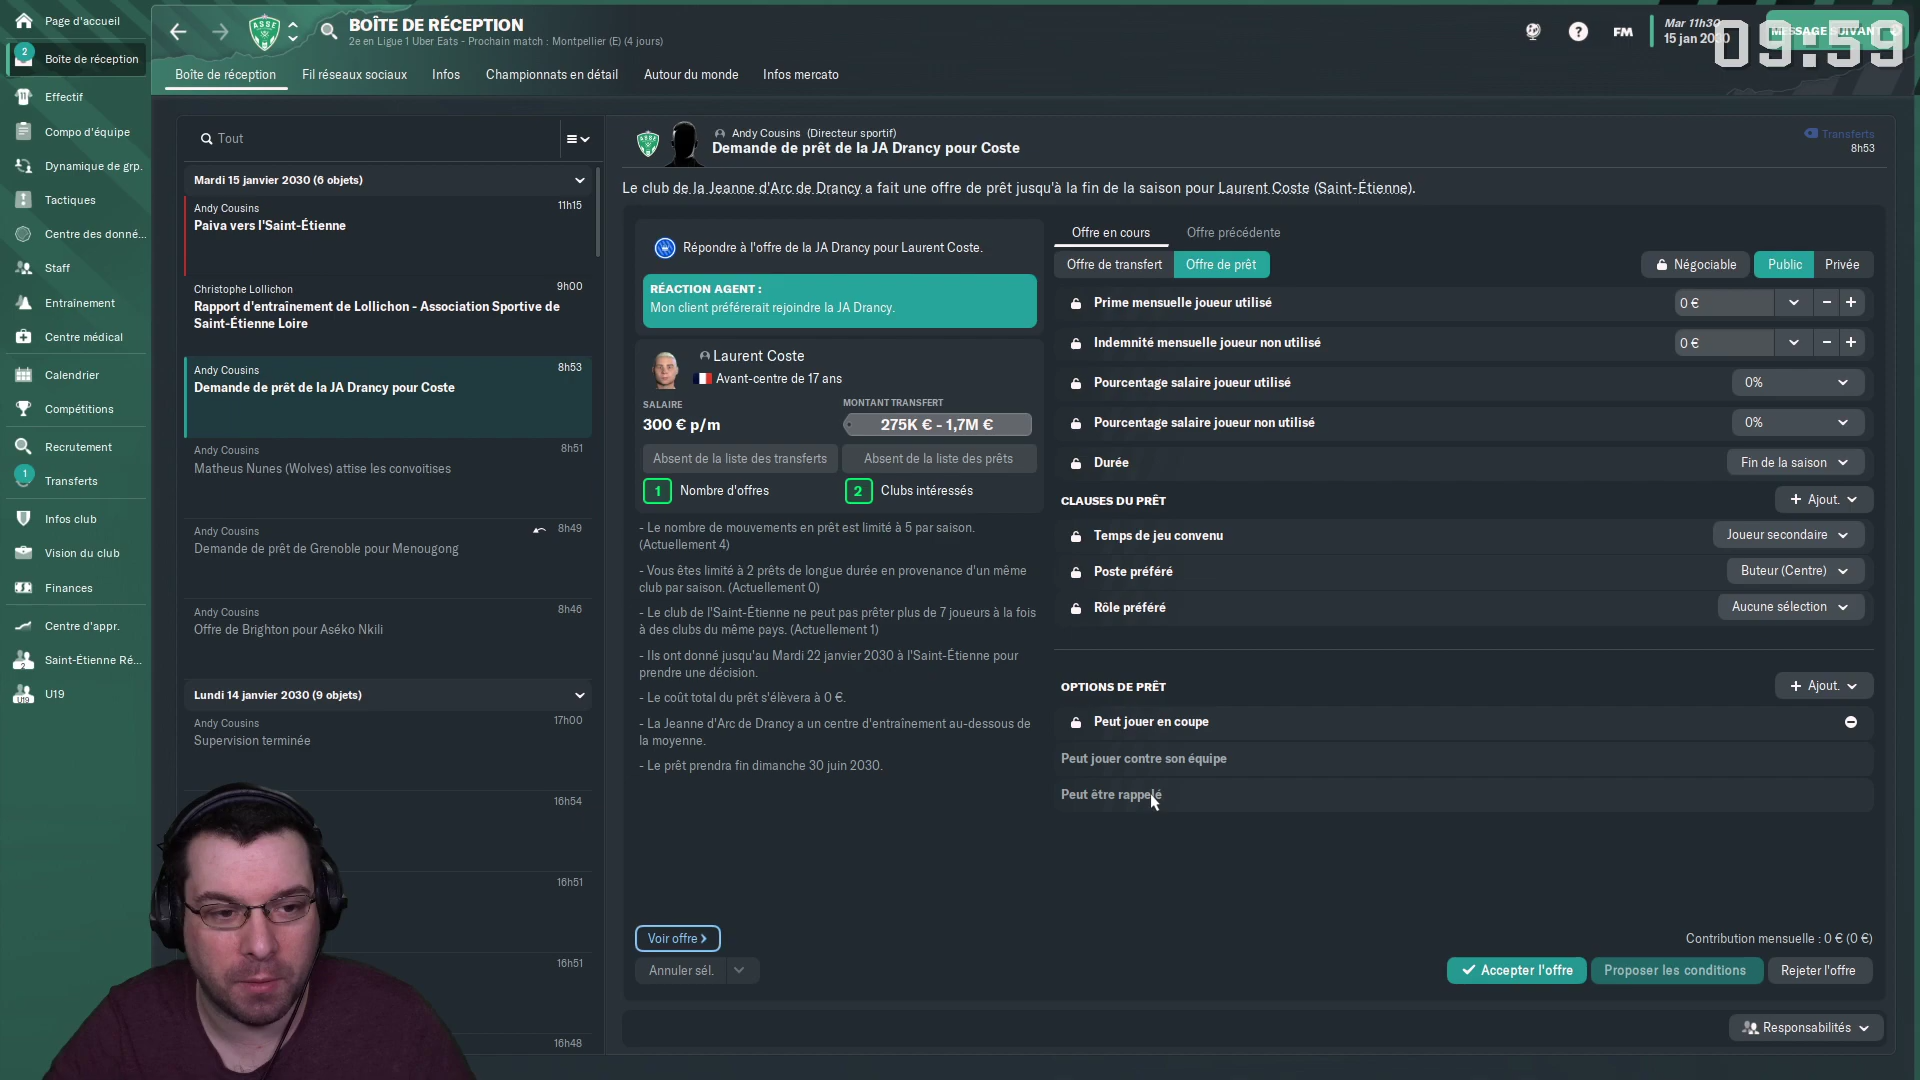 Page d'accueil
2
Boîte de réception
Effectif
Compo d'équipe
Dynamique de grp.
Tactiques
Centre des donné...
Staff
Entraînement
Centre médical
Calendrier
Compétitions
Recrutement
1
Transferts
Infos club
Vision du club
Finances
Centre d'appr.
2
Saint-Étienne Ré...
U19
U19
ASSE
BOÎTE DE RÉCEPTION
2e en Ligue 1 Uber Eats - Prochain match : Montpellier (E) (4 jours)
FM
Mar 11h30
15 jan 2030
MESSAGE SUIVANT
09:59
Boîte de réception
Fil réseaux sociaux
Infos
Championnats en détail
Autour du monde
Infos mercato
Tout
Mardi 15 janvier 2030 (6 objets)
Andy Cousins
11h15
Paiva vers l'Saint-Étienne
Christophe Lollichon
9h00
Rapport d'entraînement de Lollichon - Association Sportive de
Saint-Étienne Loire
Andy Cousins
8h53
Demande de prêt de la JA Drancy pour Coste
Andy Cousins
8h51
Matheus Nunes (Wolves) attise les convoitises
Andy Cousins
8h49
Demande de prêt de Grenoble pour Menougong
Andy Cousins
8h46
Offre de Brighton pour Aséko Nkili
Lundi 14 janvier 2030 (9 objets)
Andy Cousins
17h00
Supervision terminée
16h54
16h51
16h51
16h48
Andy Cousins (Directeur sportif)
Demande de prêt de la JA Drancy pour Coste
Transferts
8h53
Le club de la Jeanne d'Arc de Drancy a fait une offre de prêt jusqu'à la fin de la saison pour Laurent Coste (Saint-Étienne).
Répondre à l'offre de la JA Drancy pour Laurent Coste.
RÉACTION AGENT :
Mon client préférerait rejoindre la JA Drancy.
Laurent Coste
Avant-centre de 17 ans
SALAIRE
300 € p/m
MONTANT TRANSFERT
275K € - 1,7M €
Absent de la liste des transferts
Absent de la liste des prêts
1 Nombre d'offres
2 Clubs intéressés
- Le nombre de mouvements en prêt est limité à 5 par saison.
(Actuellement 4)
- Vous êtes limité à 2 prêts de longue durée en provenance d'un même
club par saison. (Actuellement 0)
- Le club de l'Saint-Étienne ne peut pas prêter plus de 7 joueurs à la fois
à des clubs du même pays. (Actuellement 1)
- Ils ont donné jusqu'au Mardi 22 janvier 2030 à l'Saint-Étienne pour
prendre une décision.
- Le coût total du prêt s'élèvera à 0 €.
- La Jeanne d'Arc de Drancy a un centre d'entraînement au-dessous de
la moyenne.
- Le prêt prendra fin dimanche 30 juin 2030.
Voir offre
Annuler sél.
Offre en cours
Offre précédente
Offre de transfert
Offre de prêt
Négociable
Public
Privée
Prime mensuelle joueur utilisé
0 €
Indemnité mensuelle joueur non utilisé
0 €
Pourcentage salaire joueur utilisé
0%
Pourcentage salaire joueur non utilisé
0%
Durée
Fin de la saison
CLAUSES DU PRÊT
+ Ajout.
Temps de jeu convenu
Joueur secondaire
Poste préféré
Buteur (Centre)
Rôle préféré
Aucune sélection
OPTIONS DE PRÊT
+ Ajout.
Peut jouer en coupe
Peut jouer contre son équipe
Peut être rappelé
Contribution mensuelle : 0 € (0 €)
Accepter l'offre
Proposer les conditions
Rejeter l'offre
Responsabilités